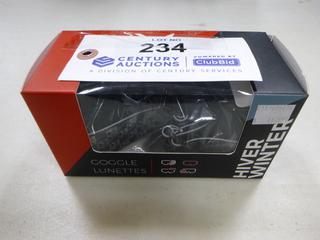 LOT NO.
234
CENTURY
AUCTIONS
POWERED BY
ClubBid
A DIVISION OF CENTURY SERVICES
GOGGLE
LUNETTES
HIVER
WINTER